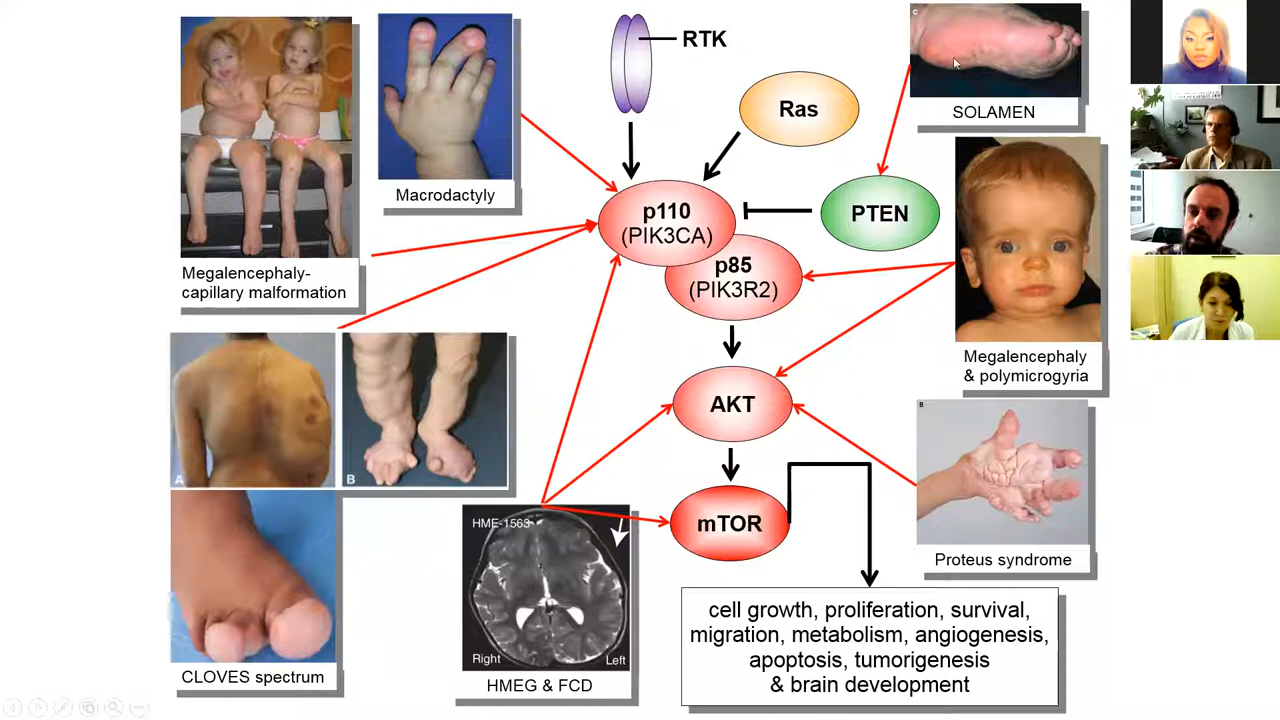 RTK
Ras
C
SOLAMEN
Macrodactyly
p110
(PIK3CA)
PTEN
p85
(PIK3R2)
Megalencephaly-
capillary malformation
Megalencephaly
& polymicrogyria
AKT
A
B
B
HME-1563
mTOR
Proteus syndrome
Right
Left
CLOVES spectrum
HMEG & FCD
cell growth, proliferation, survival,
migration, metabolism, angiogenesis,
apoptosis, tumorigenesis
& brain development